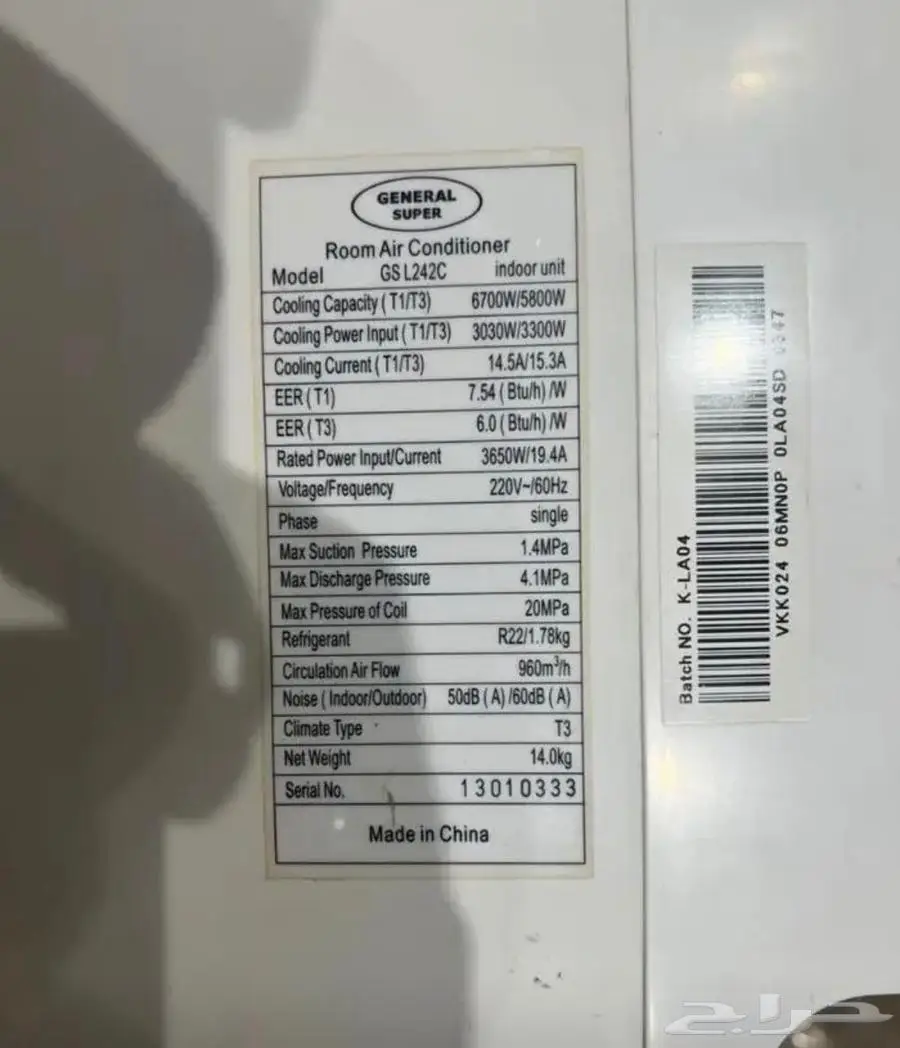 GENERAL
SUPER
Room Air Conditioner
Model GS L242C indoor unit
Cooling Capacity ( T1/T3) 6700W/5800W
Cooling Power Input ( T1/T3) 3030W/3300W
Cooling Current ( T1/T3) 14.5A/15.3A
EER ( T1) 7.54 ( Btu/h) /W
EER ( T3) 6.0 ( Btu/h) /W
Rated Power Input/Current 3650W/19.4A
Voltage/Frequency 220V~/60Hz
Phase single
Max Suction Pressure 1.4MPa
Max Discharge Pressure 4.1MPa
Max Pressure of Coil 20MPa
Refrigerant R22/1.78kg
Circulation Air Flow 960m³/h
Noise ( Indoor/Outdoor) 50dB ( A) /60dB ( A)
Climate Type T3
Net Weight 14.0kg
Serial No. 13010333
Made in China
Batch NO. K-LA04
VKK024 06MN0P 0LA04SD
حراج